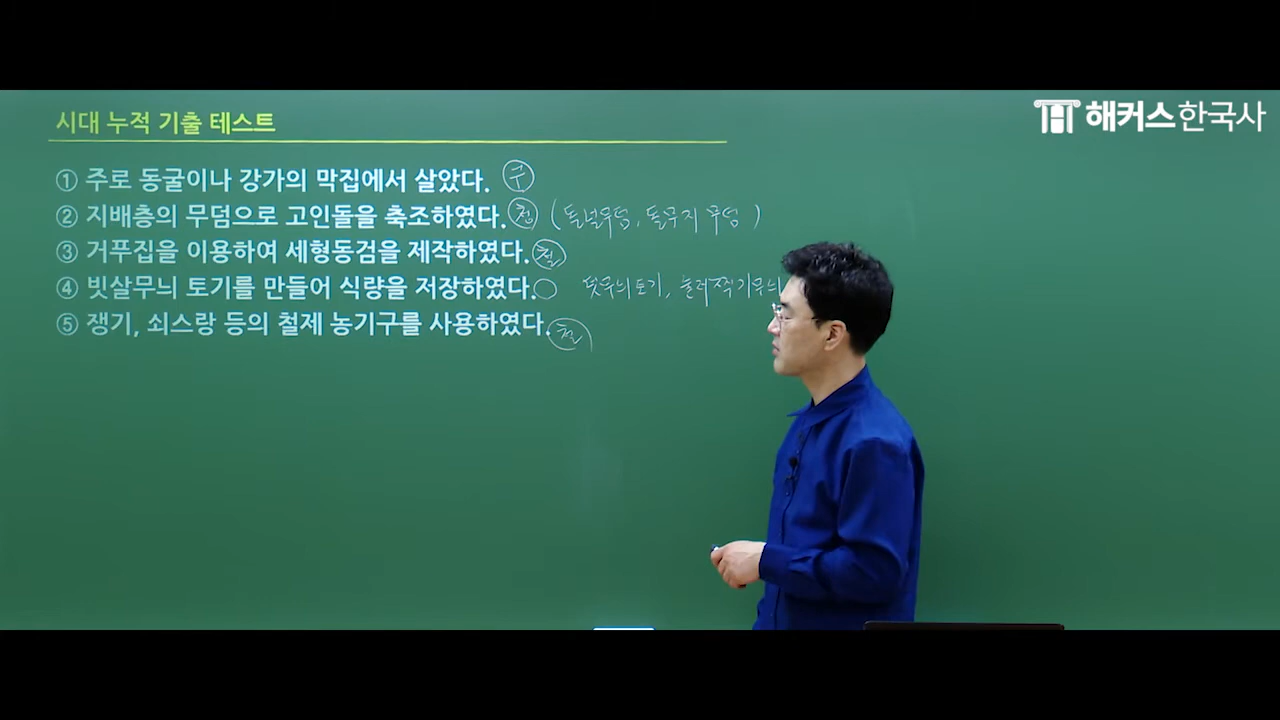 해커스한국사
시대 누적 기출 테스트
① 주로 동굴이나 강가의 막집에서 살았다. 구
② 지배층의 무덤으로 고인돌을 축조하였다. 청 (돌널무덤, 돌무지무덤)
③ 거푸집을 이용하여 세형동검을 제작하였다. 철
④ 빗살무늬 토기를 만들어 식량을 저장하였다. 덧무늬토기, 눌러찍기무늬
⑤ 쟁기, 쇠스랑 등의 철제 농기구를 사용하였다. 철